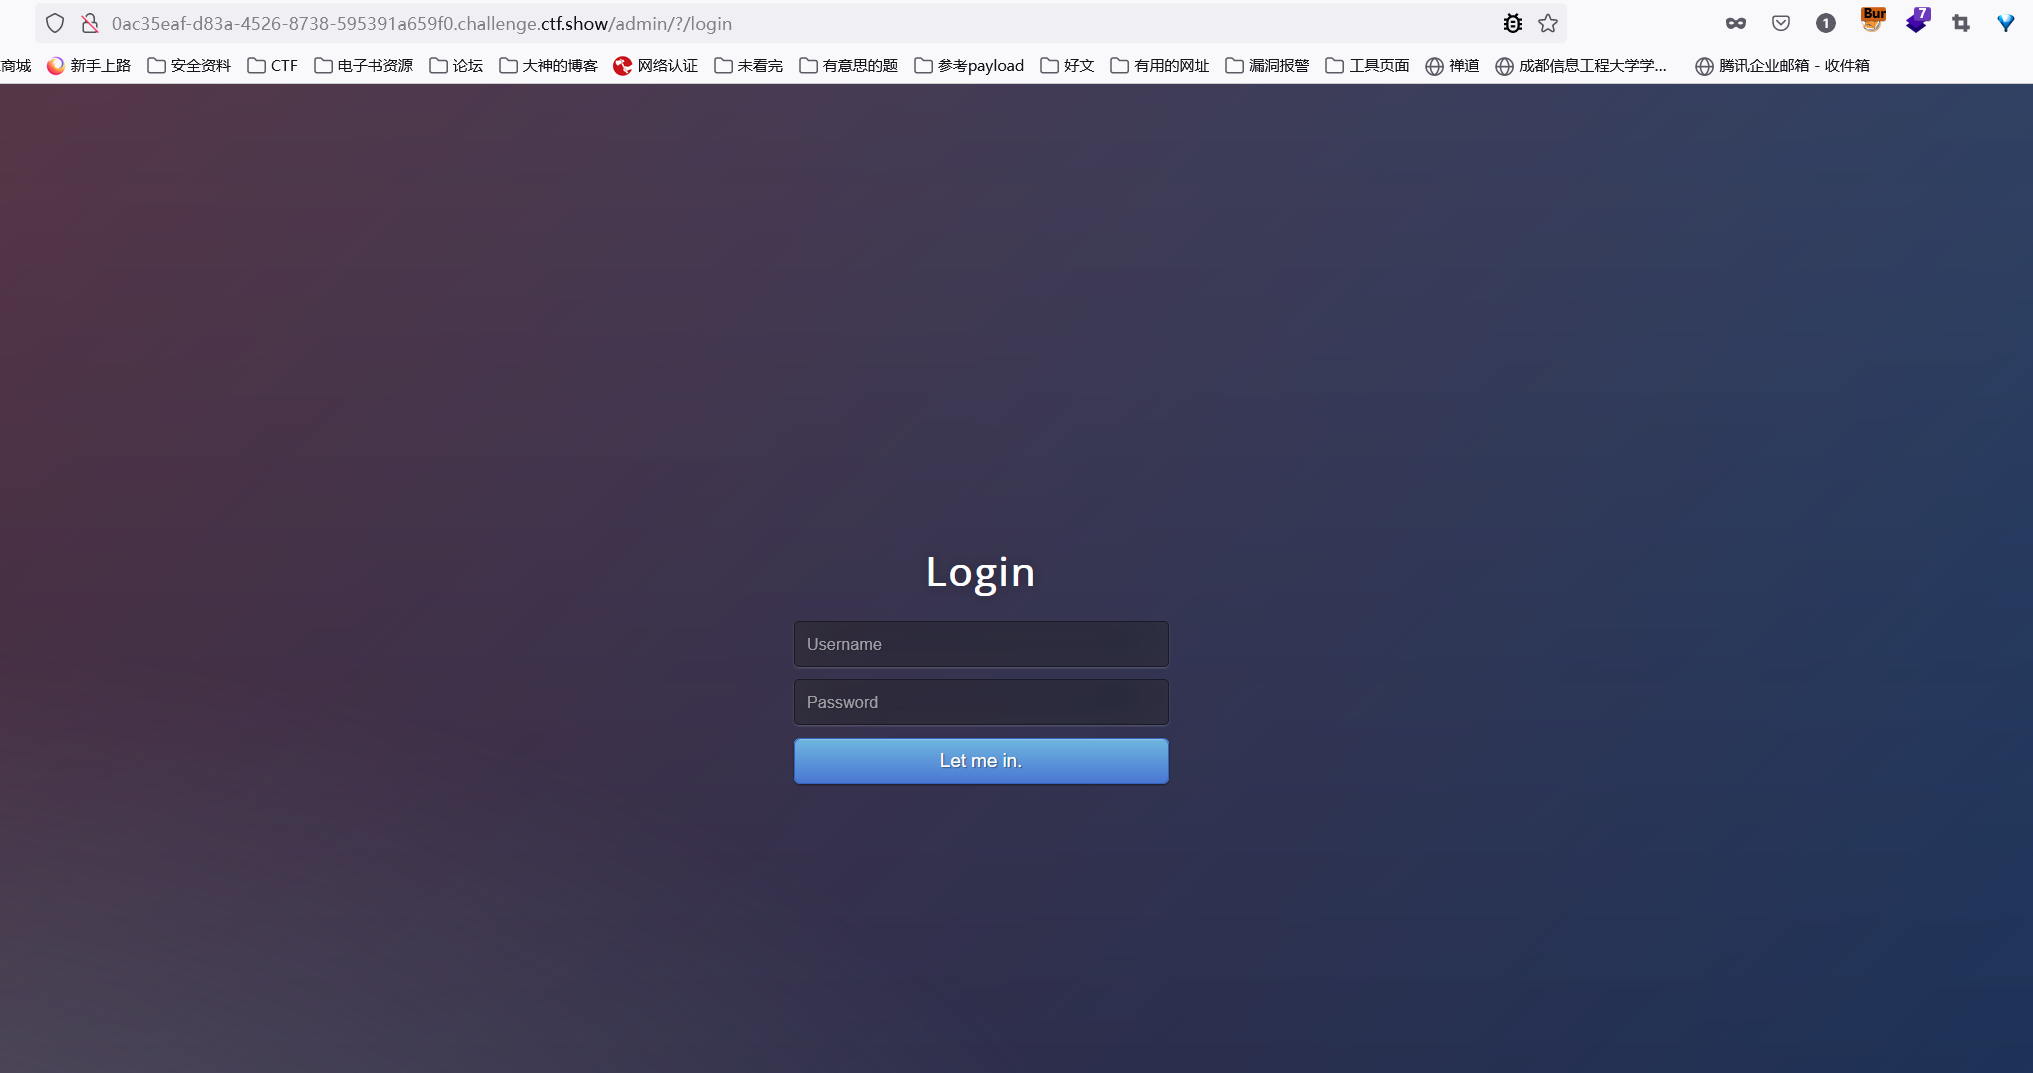 0ac35eaf-d83a-4526-8738-595391a659f0.challenge.ctf.show/admin/?/login
1 Bur 7
商城 新手上路 安全资料 CTF 电子书资源 论坛 大神的博客 网络认证 未看完 有意思的题 参考payload 好文 有用的网址 漏洞报警 工具页面 禅道 成都信息工程大学学... 腾讯企业邮箱 - 收件箱
Login
Username
Password
Let me in.